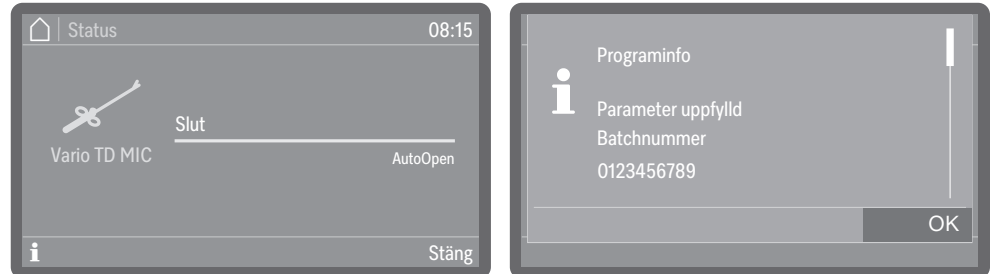 Status 08:15
Slut
Vario TD MIC
AutoOpen
i Stäng
Programinfo
i
Parameter uppfylld
Batchnummer
0123456789
OK